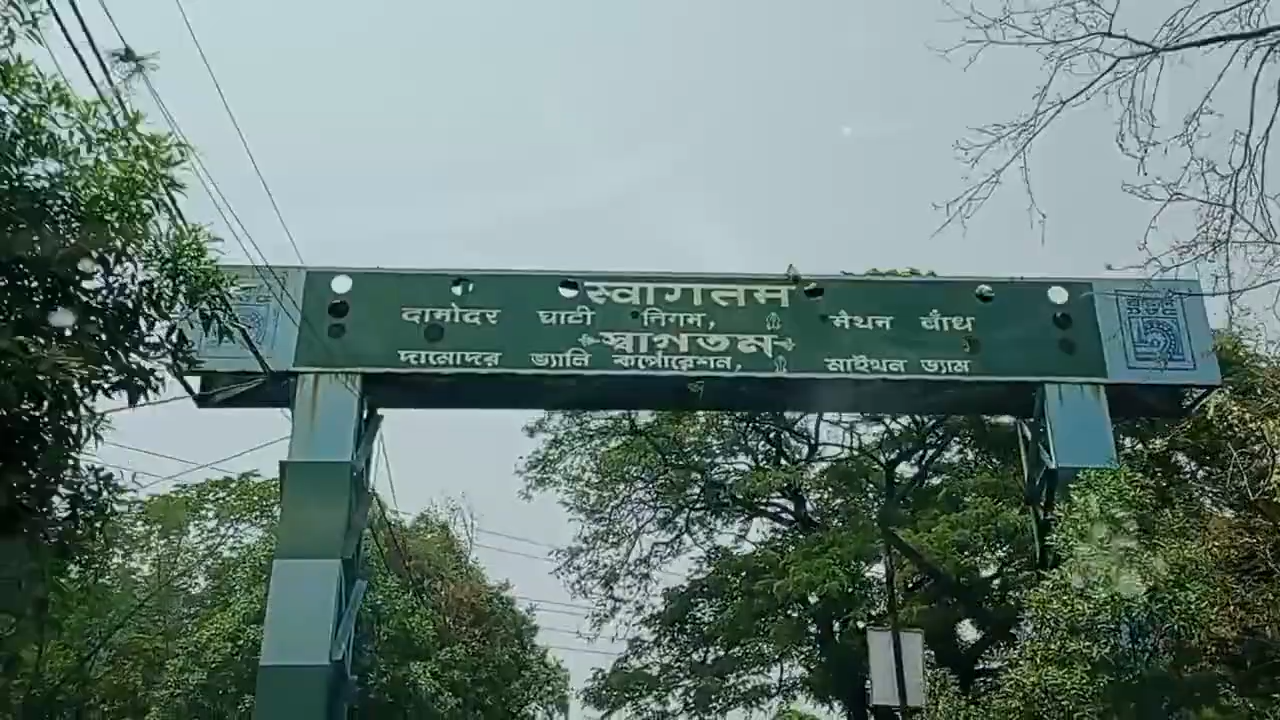 स्वागतम
दामोदर घाटी निगम, मैथन बाँध
স্বাগতম
দামোদর ভ্যালি কর্পোরেশন, মাইথন ড্যাম